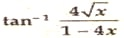 tan⁻¹ 4√x / 1 − 4x